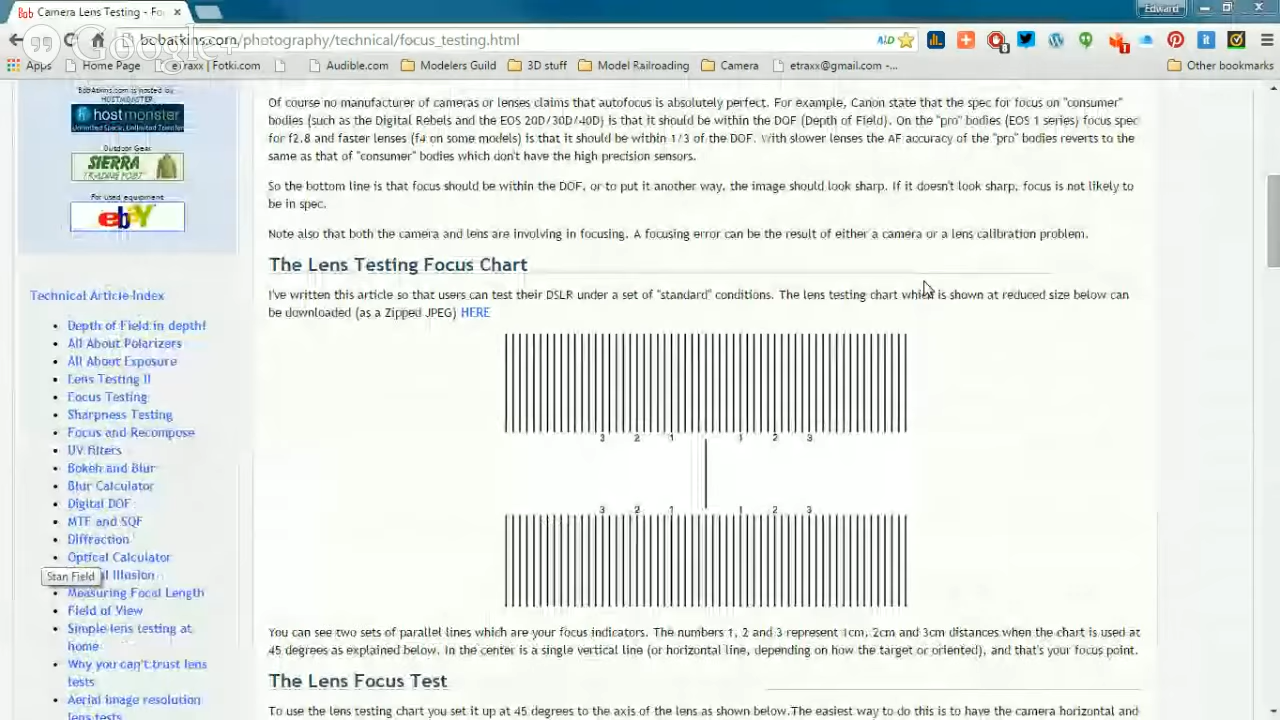 Bob Camera Lens Testing - Fo
Edward
Google+
bobatkins.com/photography/technical/focus_testing.html
Apps
Home Page
etraxx | Fotki.com
Audible.com
Modelers Guild
3D stuff
Model Railroading
Camera
etraxx@gmail.com -...
Other bookmarks
BobAtkins.com is hosted by
HOSTMONSTER
hostmonster
Unlimited Space, Unlimited Transfer
Outdoor Gear
SIERRA
TRADING POST
For used equipment
ebY
Technical Article Index
Depth of Field in depth!
All About Polarizers
All About Exposure
Lens Testing II
Focus Testing
Sharpness Testing
Focus and Recompose
UV filters
Bokeh and Blur
Blur Calculator
Digital DOF
MTF and SQF
Diffraction
Optical Calculator
Stan Field
l Illusion
Measuring Focal Length
Field of View
Simple lens testing at
home
Why you can't trust lens
tests
Aerial image resolution
lens tests
Of course no manufacturer of cameras or lenses claims that autofocus is absolutely perfect. For example, Canon state that the spec for focus on "consumer"
bodies (such as the Digital Rebels and the EOS 20D/30D/40D) is that it should be within the DOF (Depth of Field). On the "pro" bodies (EOS 1 series) focus spec
for f2.8 and faster lenses (f4 on some models) is that it should be within 1/3 of the DOF. With slower lenses the AF accuracy of the "pro" bodies reverts to the
same as that of "consumer" bodies which don't have the high precision sensors.
So the bottom line is that focus should be within the DOF, or to put it another way, the image should look sharp. If it doesn't look sharp, focus is not likely to
be in spec.
Note also that both the camera and lens are involving in focusing. A focusing error can be the result of either a camera or a lens calibration problem.
The Lens Testing Focus Chart
I've written this article so that users can test their DSLR under a set of "standard" conditions. The lens testing chart which is shown at reduced size below can
be downloaded (as a Zipped JPEG) HERE
3 2 1 1 2 3
3 2 1 1 2 3
You can see two sets of parallel lines which are your focus indicators. The numbers 1, 2 and 3 represent 1cm, 2cm and 3cm distances when the chart is used at
45 degrees as explained below. In the center is a single vertical line (or horizontal line, depending on how the target or oriented), and that's your focus point.
The Lens Focus Test
To use the lens testing chart you set it up at 45 degrees to the axis of the lens as shown below.The easiest way to do this is to have the camera horizontal and